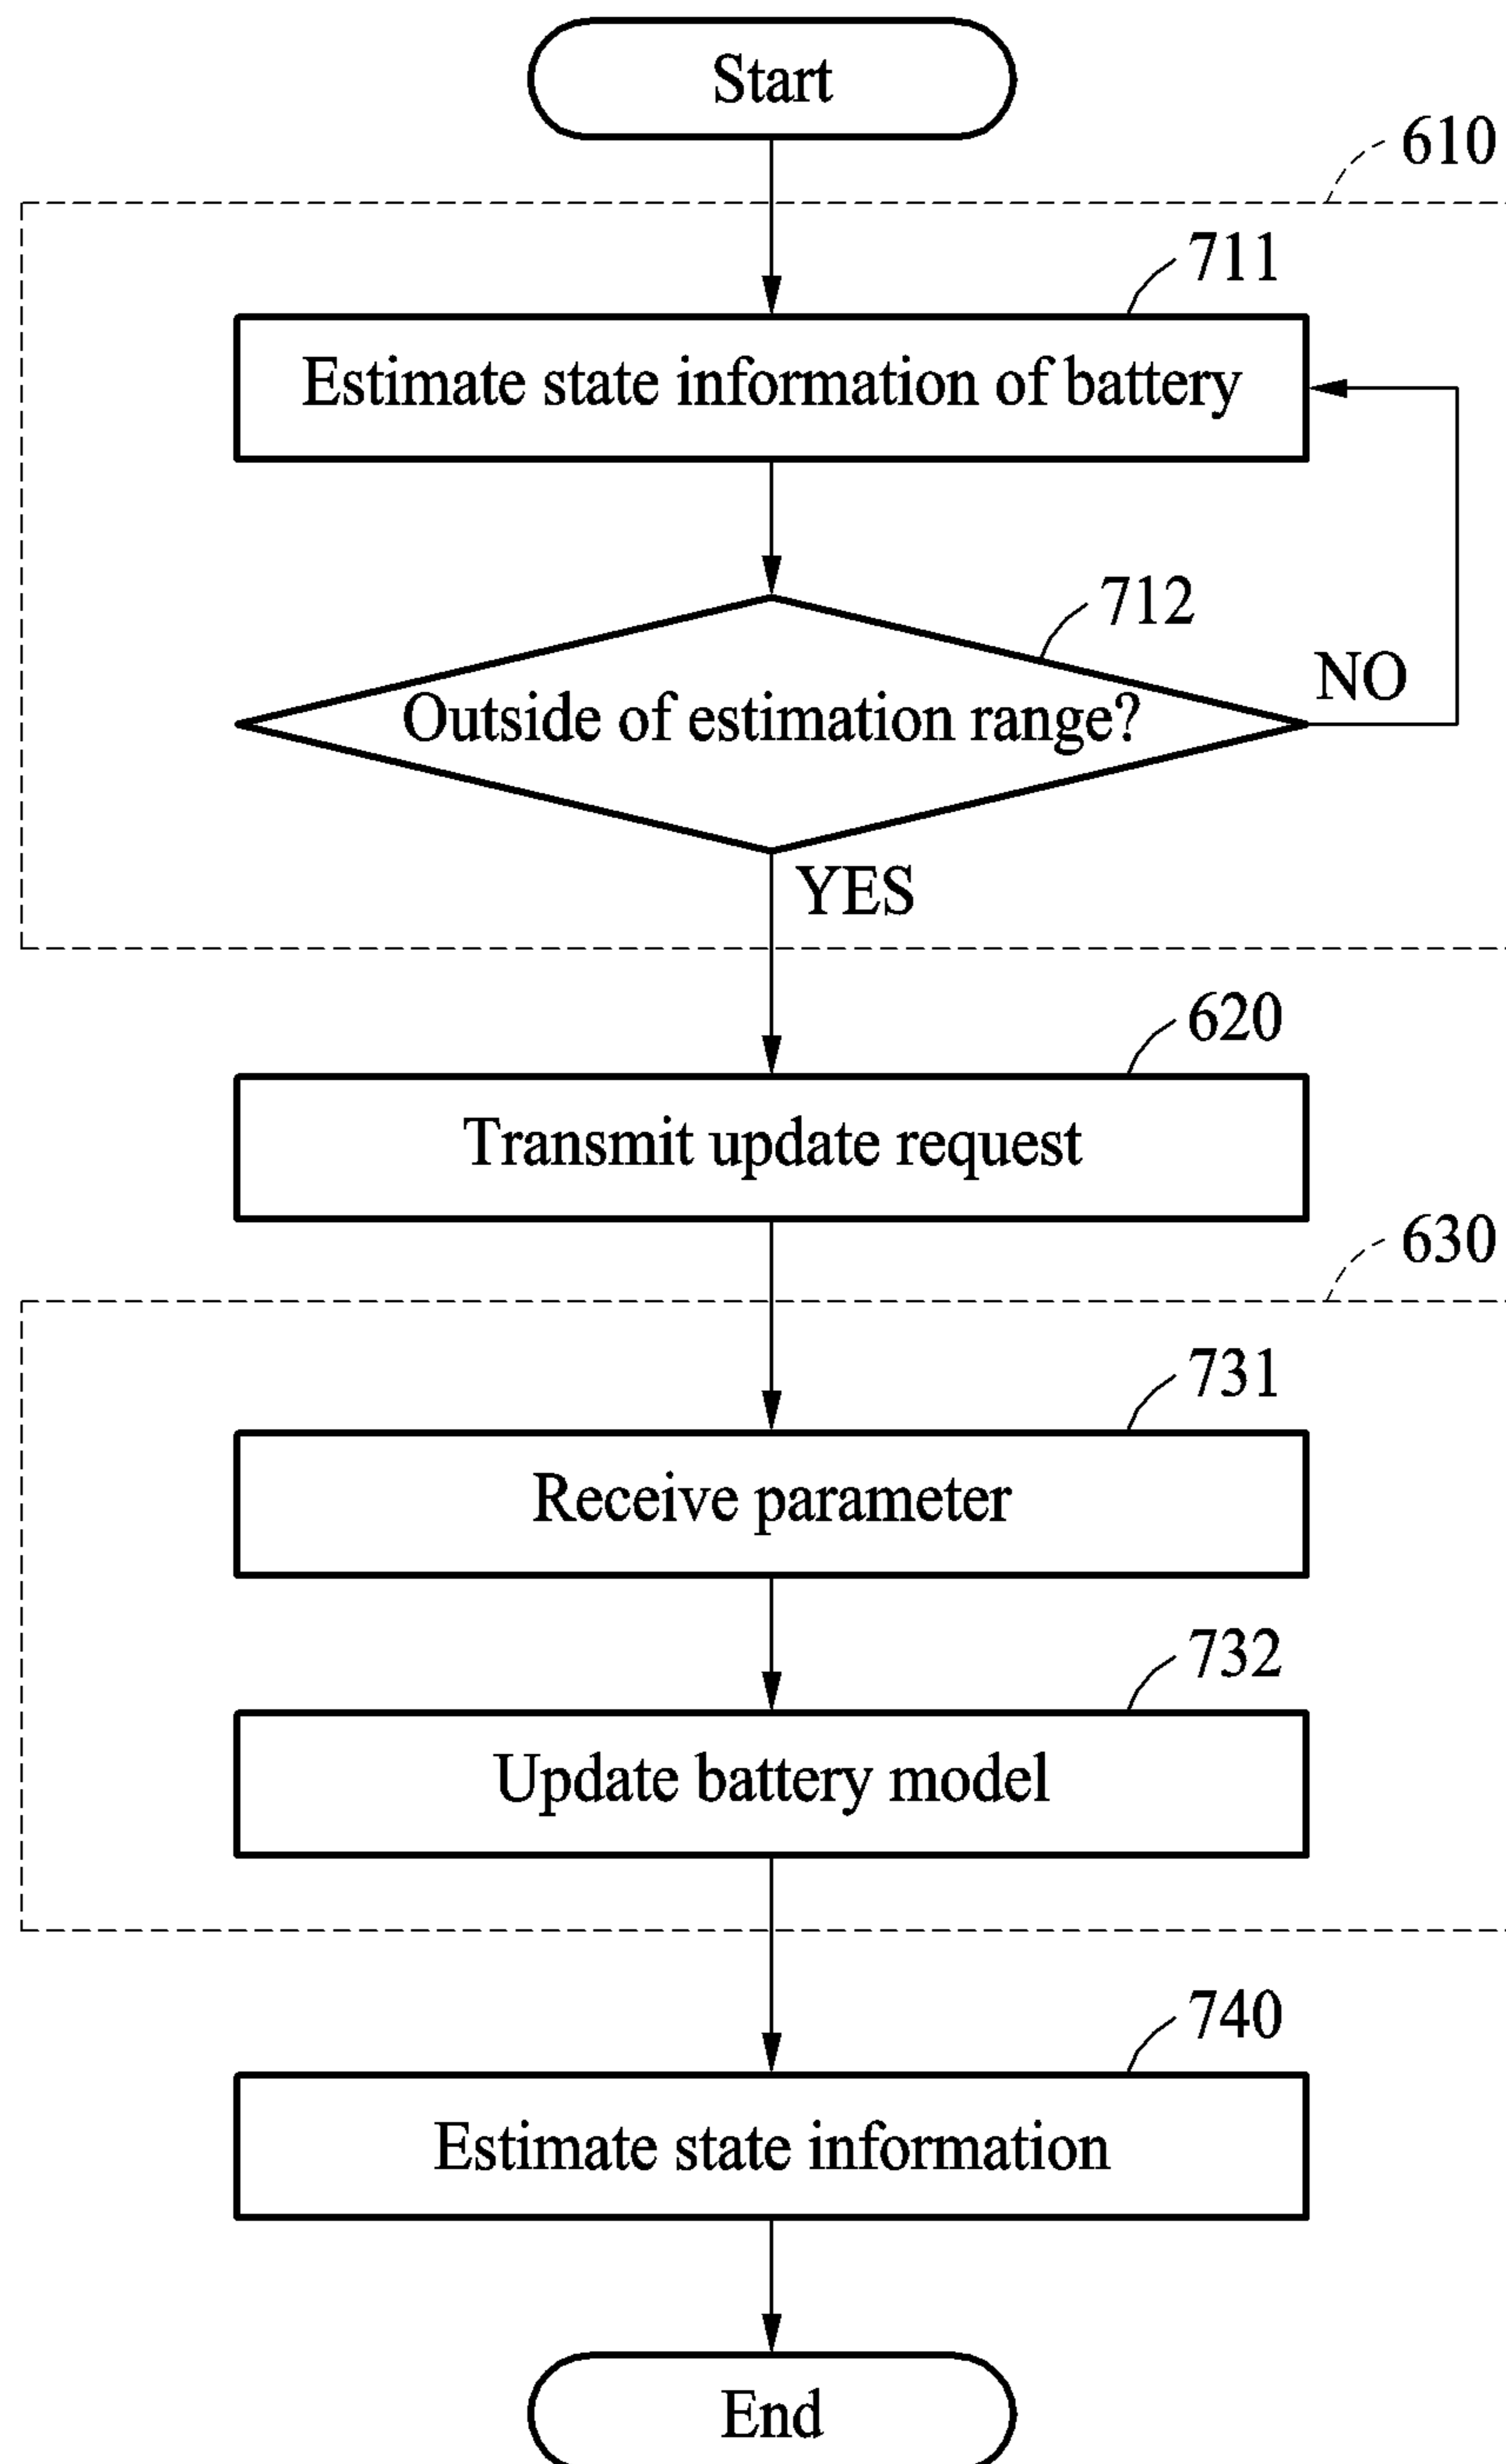 Start
610
711
Estimate state information of battery
712
Outside of estimation range?
NO
YES
620
Transmit update request
630
731
Receive parameter
732
Update battery model
740
Estimate state information
End